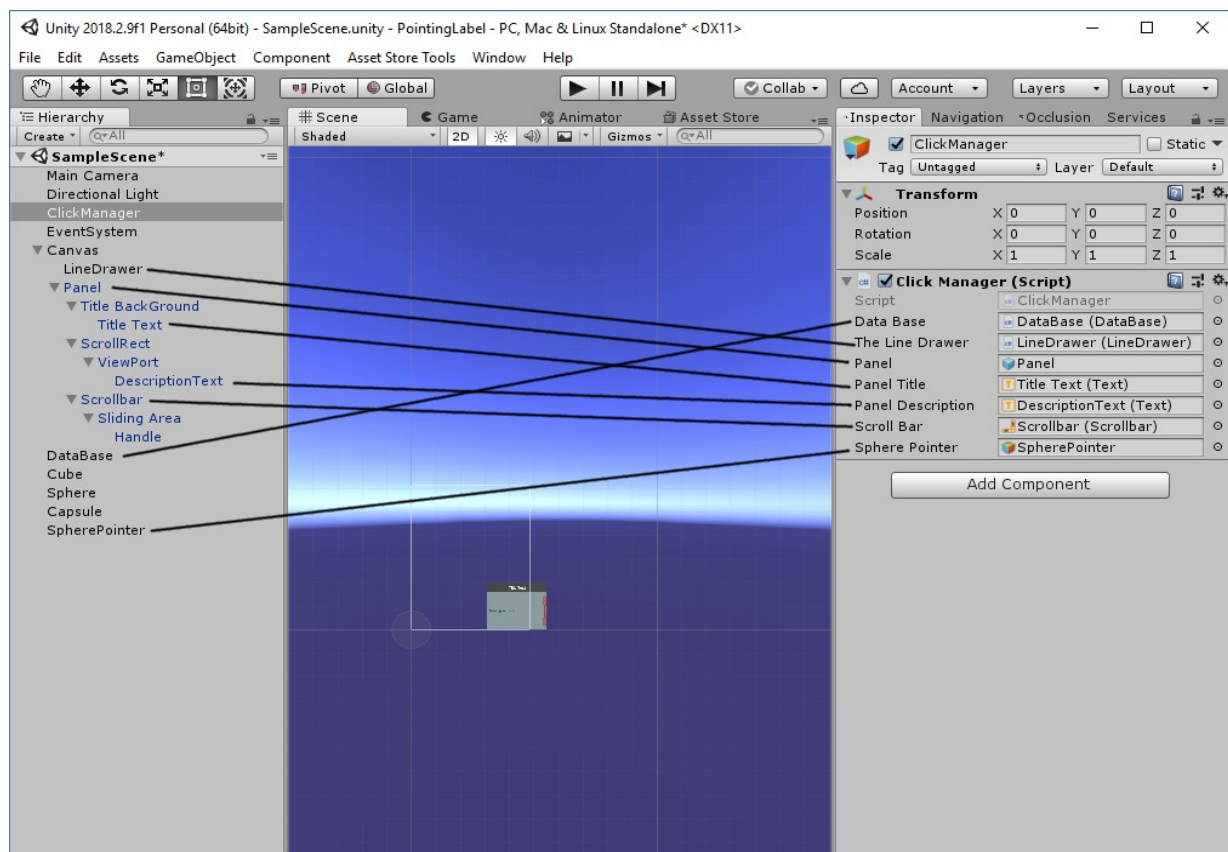 Unity 2018.2.9f1 Personal (64bit) - SampleScene.unity - PointingLabel - PC, Mac & Linux Standalone* <DX11>
File Edit Assets GameObject Component Asset Store Tools Window Help
Pivot Global Collab Account Layers Layout
Hierarchy
Create All
SampleScene*
Main Camera
Directional Light
ClickManager
EventSystem
Canvas
LineDrawer
Panel
Title BackGround
Title Text
ScrollRect
ViewPort
DescriptionText
Scrollbar
Sliding Area
Handle
DataBase
Cube
Sphere
Capsule
SpherePointer
Scene Game Animator Asset Store
Shaded 2D Gizmos All
Inspector Navigation Occlusion Services
ClickManager Static
Tag Untagged Layer Default
Transform
Position X 0 Y 0 Z 0
Rotation X 0 Y 0 Z 0
Scale X 1 Y 1 Z 1
Click Manager (Script)
Script ClickManager
Data Base DataBase (DataBase)
The Line Drawer LineDrawer (LineDrawer)
Panel Panel
Panel Title Title Text (Text)
Panel Description DescriptionText (Text)
Scroll Bar Scrollbar (Scrollbar)
Sphere Pointer SpherePointer
Add Component